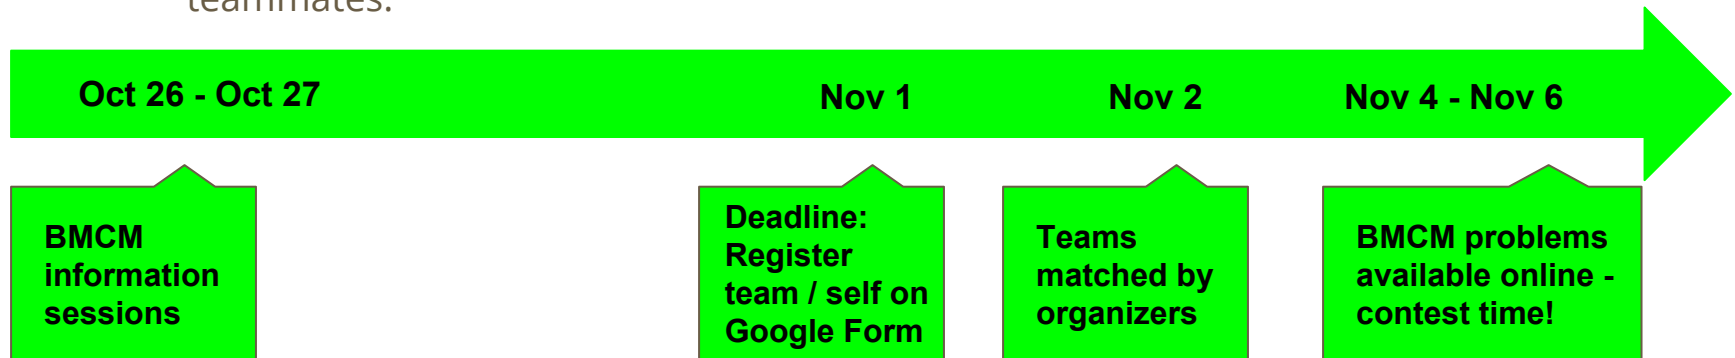 teammates.
Oct 26 - Oct 27
Nov 1
Nov 2
Nov 4 - Nov 6
BMCM
information
sessions
Deadline:
Register
team / self on
Google Form
Teams
matched by
organizers
BMCM problems
available online -
contest time!